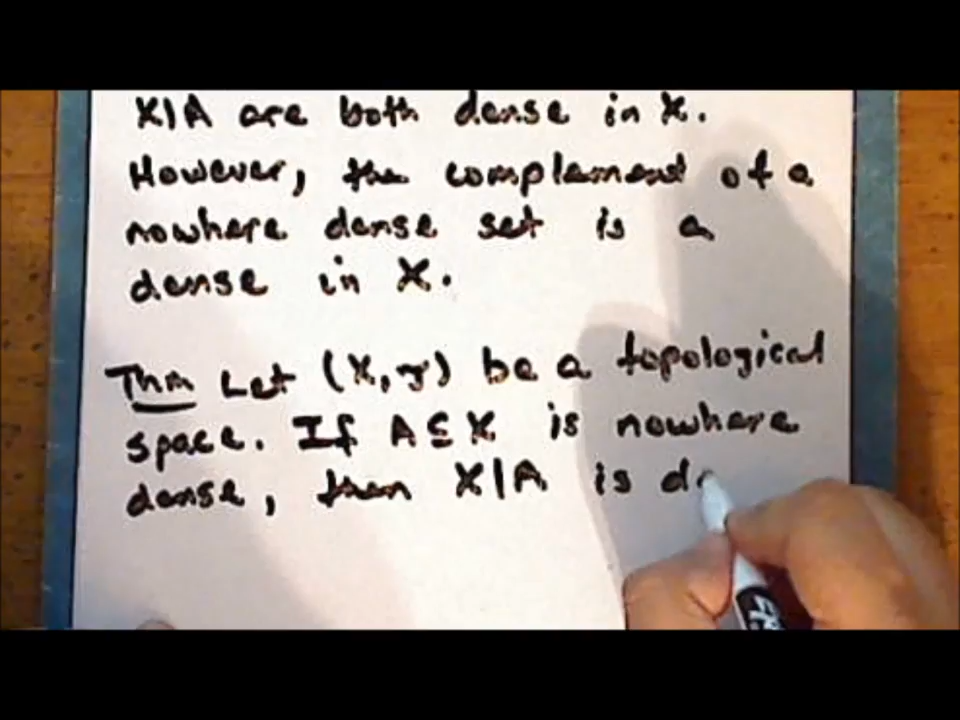 X|A are both dense in X.
However, the complement of a
nowhere dense set is a
dense in X.
Thm Let (X,𝒯) be a topological
space. If A⊆X is nowhere
dense, then X|A is de